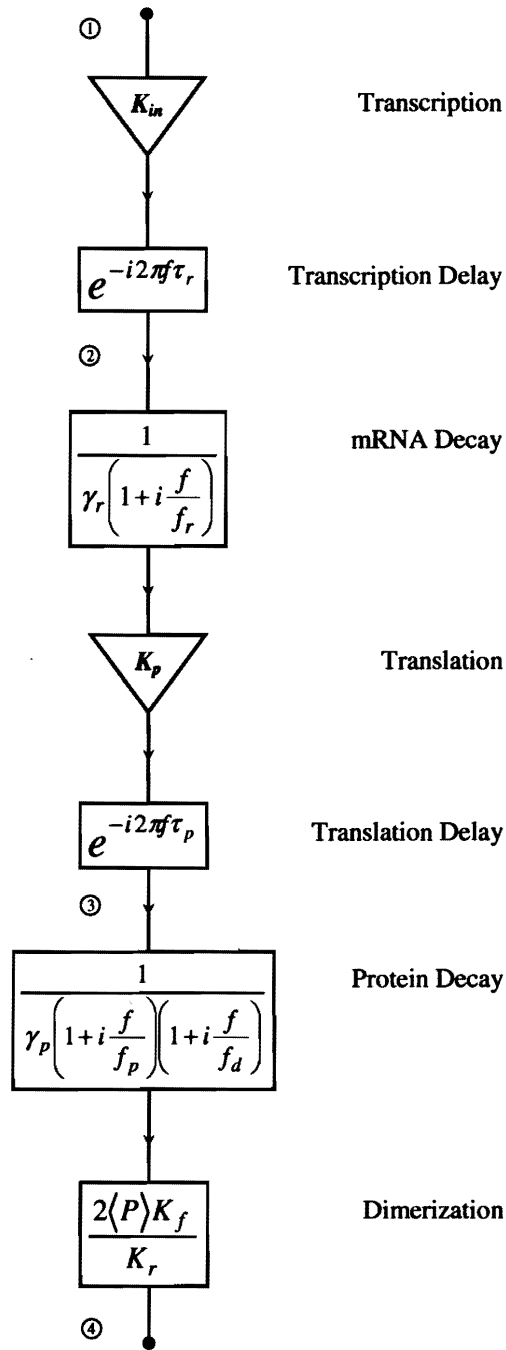 ①
K_in
Transcription
e^{-i2πfτ_r}
Transcription Delay
②
1 / γ_r(1 + i f/f_r)
mRNA Decay
K_p
Translation
e^{-i2πfτ_p}
Translation Delay
③
1 / γ_p(1 + i f/f_p)(1 + i f/f_d)
Protein Decay
2⟨P⟩K_f / K_r
Dimerization
④